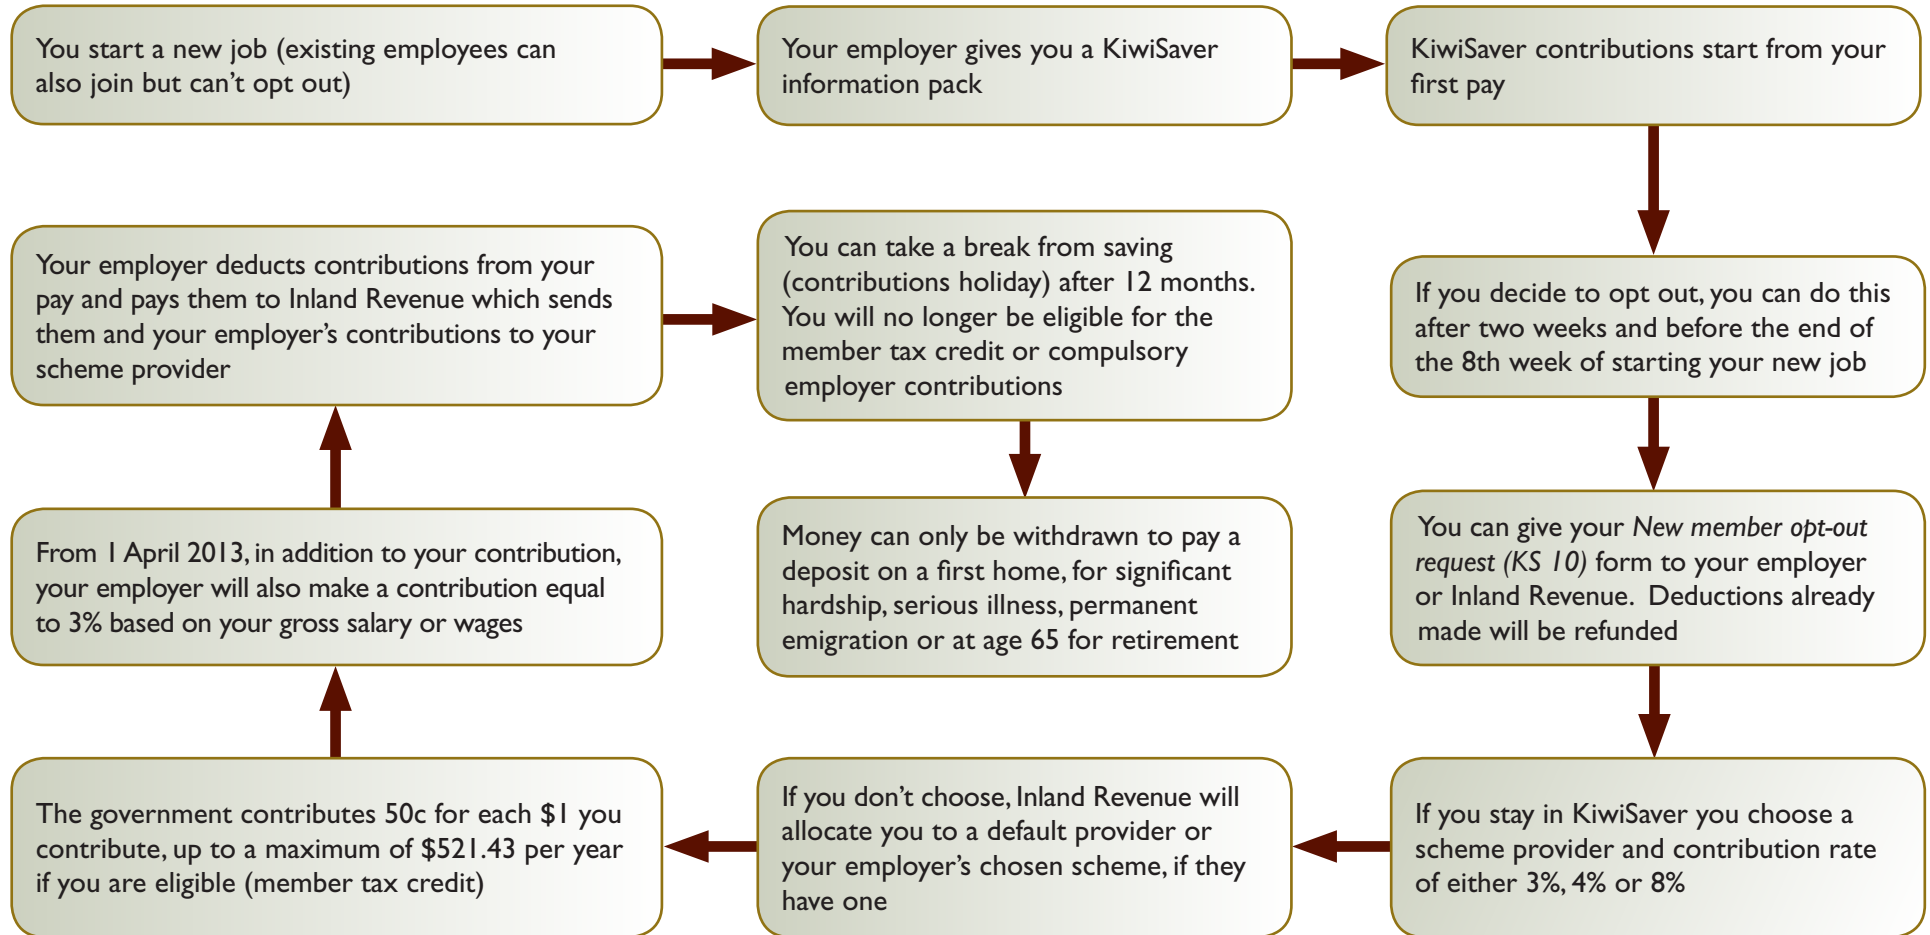 You start a new job (existing employees can
also join but can't opt out)
Your employer gives you a KiwiSaver
information pack
KiwiSaver contributions start from your
first pay
If you decide to opt out, you can do this
after two weeks and before the end of
the 8th week of starting your new job
You can give your New member opt-out
request (KS 10) form to your employer
or Inland Revenue. Deductions already
made will be refunded
If you stay in KiwiSaver you choose a
scheme provider and contribution rate
of either 3%, 4% or 8%
If you don't choose, Inland Revenue will
allocate you to a default provider or
your employer's chosen scheme, if they
have one
The government contributes 50c for each $1 you
contribute, up to a maximum of $521.43 per year
if you are eligible (member tax credit)
From 1 April 2013, in addition to your contribution,
your employer will also make a contribution equal
to 3% based on your gross salary or wages
Your employer deducts contributions from your
pay and pays them to Inland Revenue which sends
them and your employer's contributions to your
scheme provider
You can take a break from saving
(contributions holiday) after 12 months.
You will no longer be eligible for the
member tax credit or compulsory
employer contributions
Money can only be withdrawn to pay a
deposit on a first home, for significant
hardship, serious illness, permanent
emigration or at age 65 for retirement